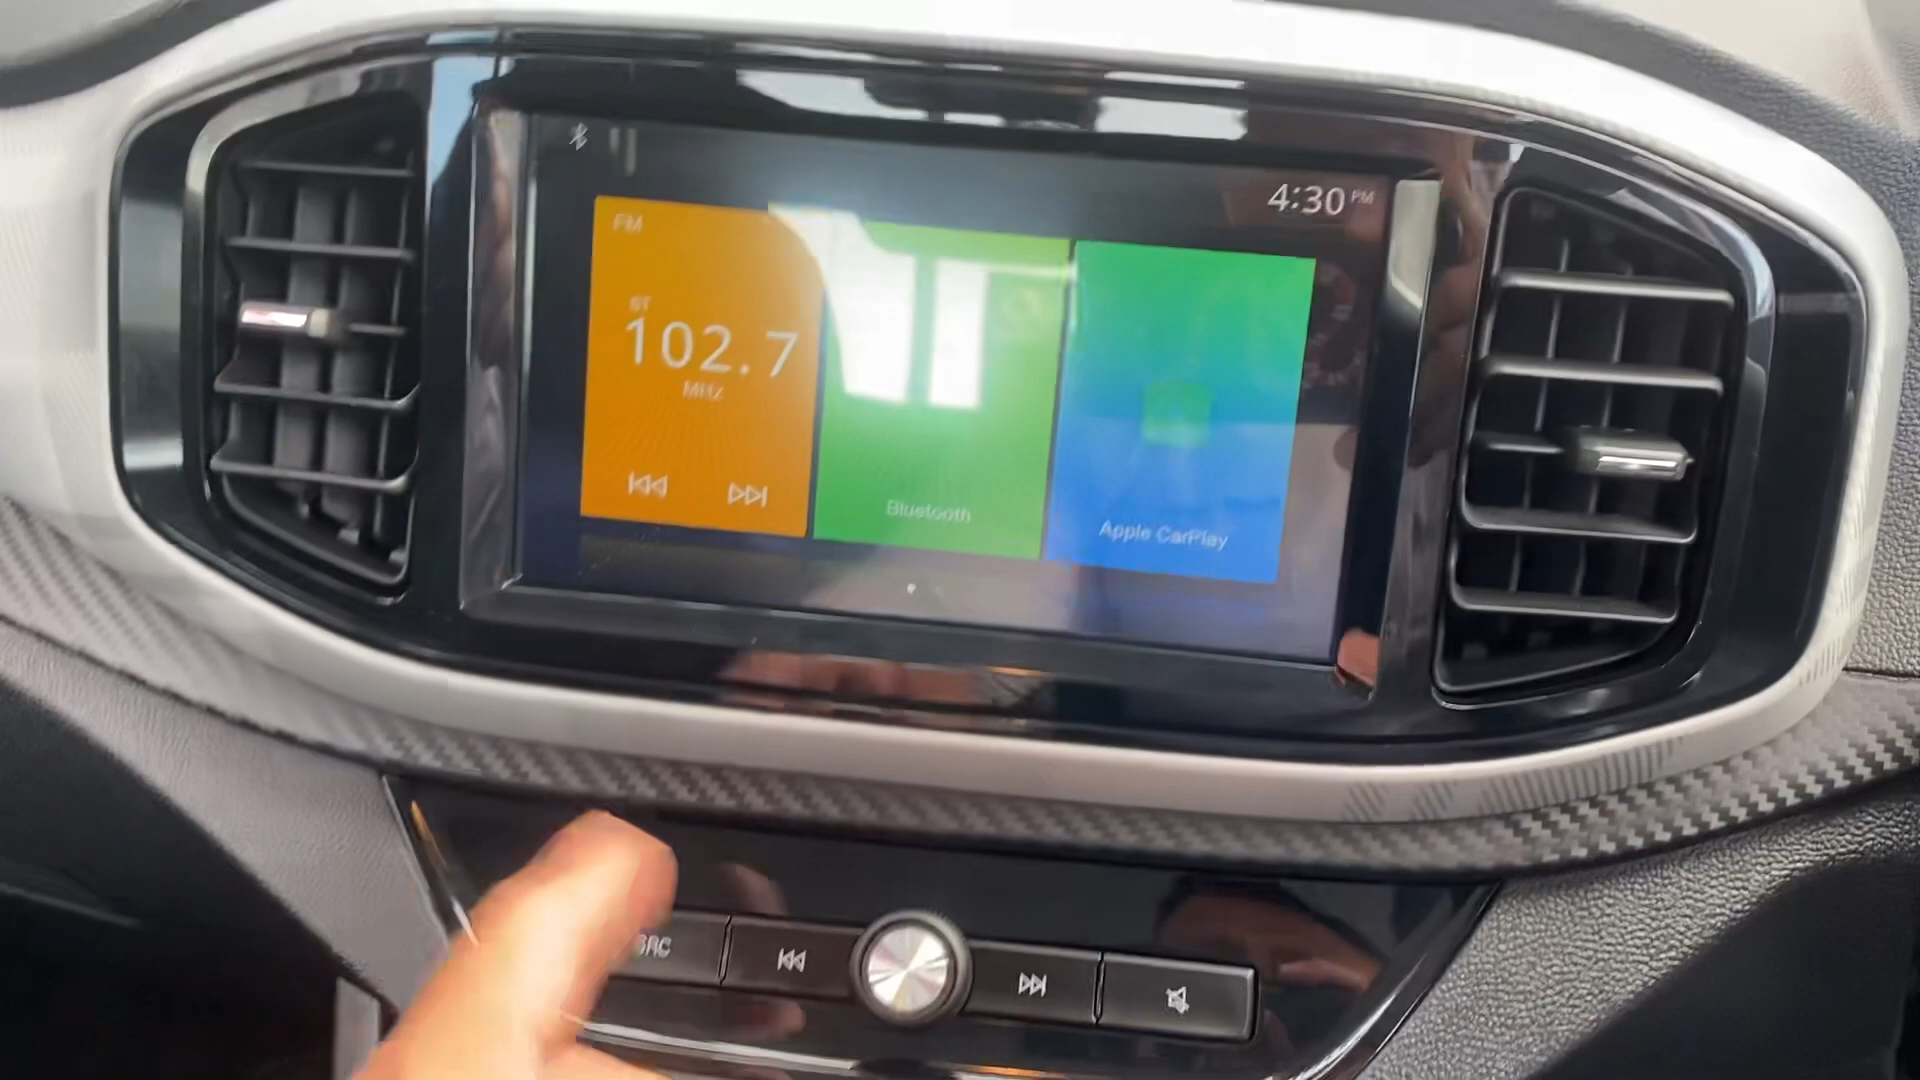 4:30 PM
FM
ST
102.7
MHz
Bluetooth
Apple CarPlay
SRC